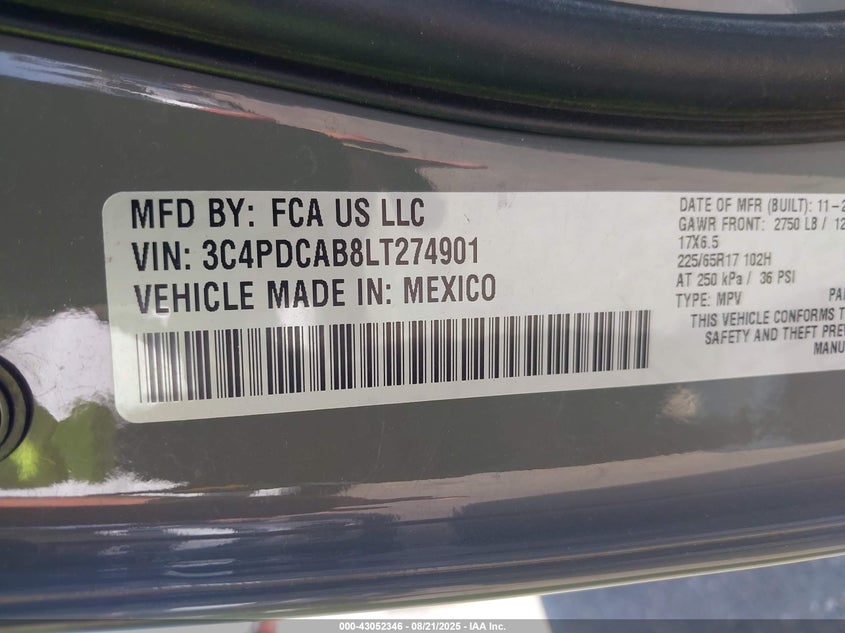 MFD BY: FCA US LLC
VIN: 3C4PDCAB8LT274901
VEHICLE MADE IN: MEXICO
DATE OF MFR (BUILT): 11-2
GAWR FRONT: 2750 LB / 12
17X6.5
225/65R17 102H
AT 250 kPa / 36 PSI
TYPE: MPV PA
THIS VEHICLE CONFORMS T
SAFETY AND THEFT PREV
MANU
000-43052346 - 08/21/2025 - IAA Inc.